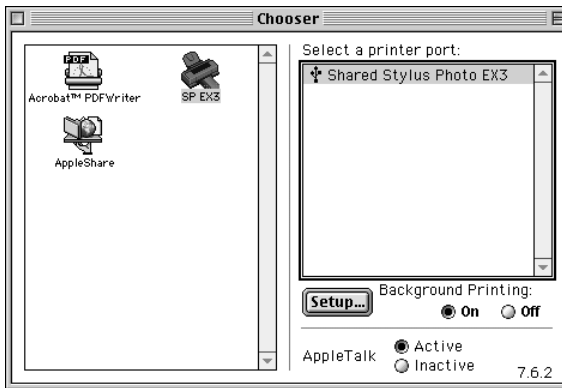 Chooser
Select a printer port:
PDF
Acrobat™ PDFWriter
SP EX3
AppleShare
Shared Stylus Photo EX3
Setup...
Background Printing:
On
Off
AppleTalk
Active
Inactive
7.6.2